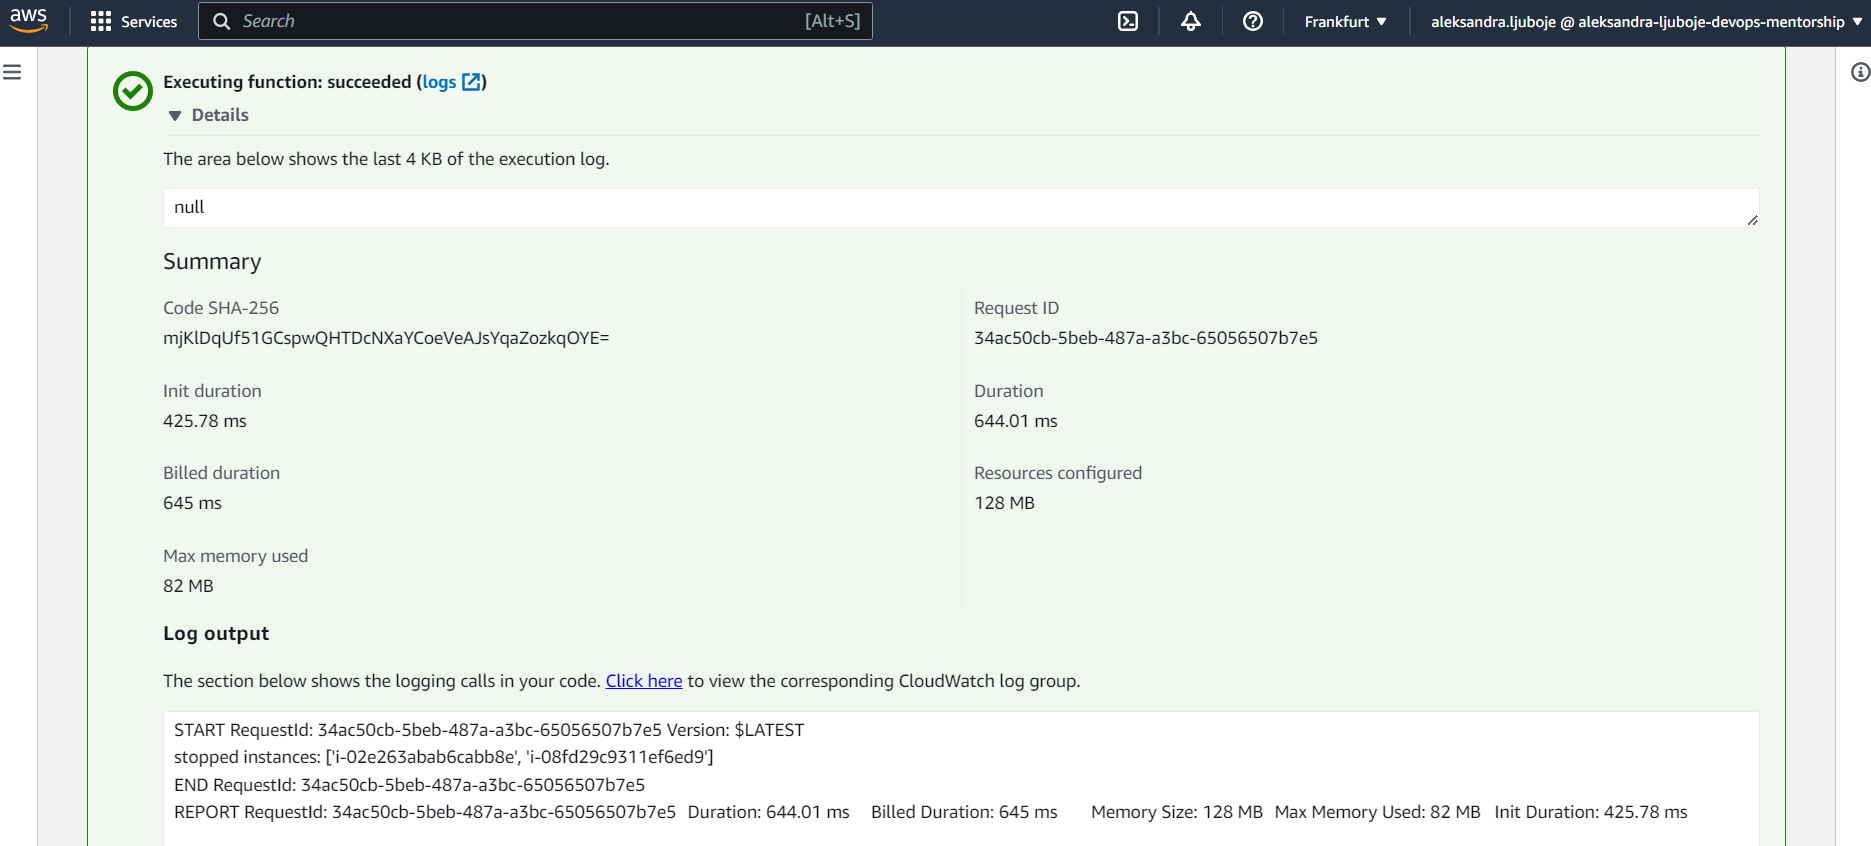 aws Services Search [Alt+S] Frankfurt aleksandra.ljuboje @ aleksandra-ljuboje-devops-mentorship
Executing function: succeeded (logs)
Details
The area below shows the last 4 KB of the execution log.
null
Summary
Code SHA-256
mjKlDqUf51GCspwQHTDcNXaYCoeVeAJsYqaZozkqOYE=
Request ID
34ac50cb-5beb-487a-a3bc-65056507b7e5
Init duration
425.78 ms
Duration
644.01 ms
Billed duration
645 ms
Resources configured
128 MB
Max memory used
82 MB
Log output
The section below shows the logging calls in your code. Click here to view the corresponding CloudWatch log group.
START RequestId: 34ac50cb-5beb-487a-a3bc-65056507b7e5 Version: $LATEST
stopped instances: ['i-02e263abab6cabb8e', 'i-08fd29c9311ef6ed9']
END RequestId: 34ac50cb-5beb-487a-a3bc-65056507b7e5
REPORT RequestId: 34ac50cb-5beb-487a-a3bc-65056507b7e5 Duration: 644.01 ms Billed Duration: 645 ms Memory Size: 128 MB Max Memory Used: 82 MB Init Duration: 425.78 ms